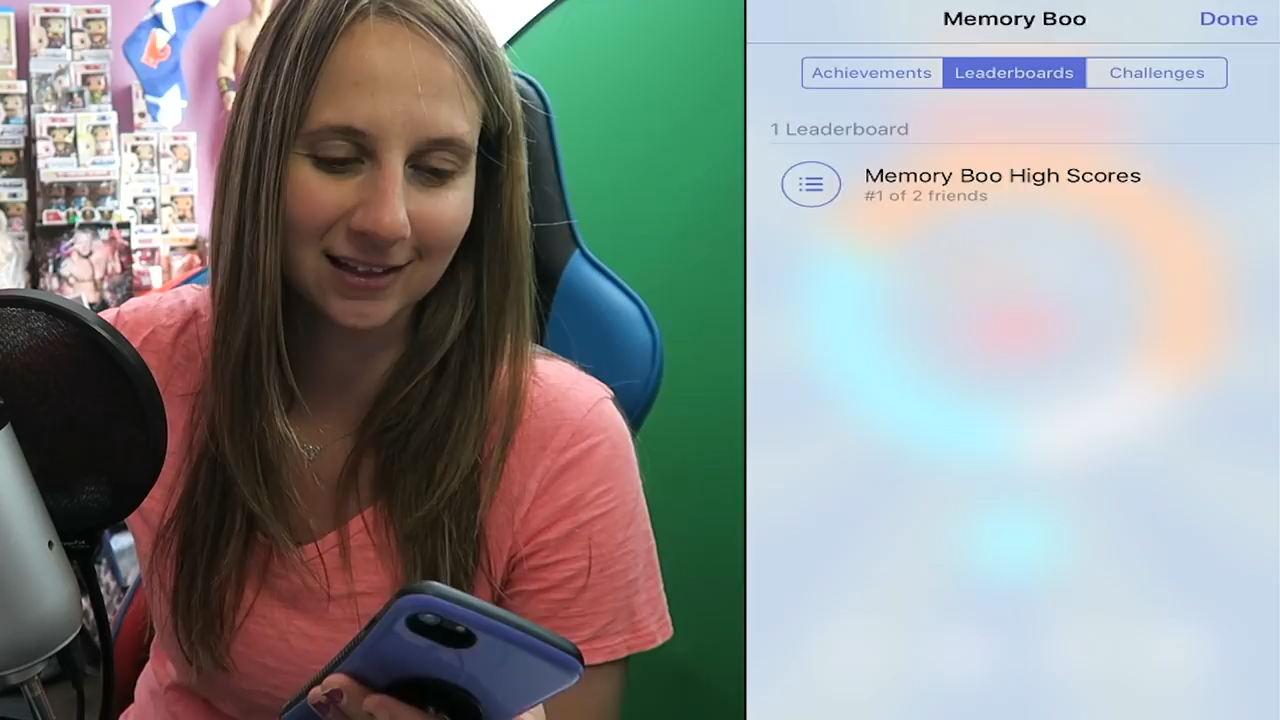 Memory Boo
Done
Achievements
Leaderboards
Challenges
1 Leaderboard
Memory Boo High Scores
#1 of 2 friends